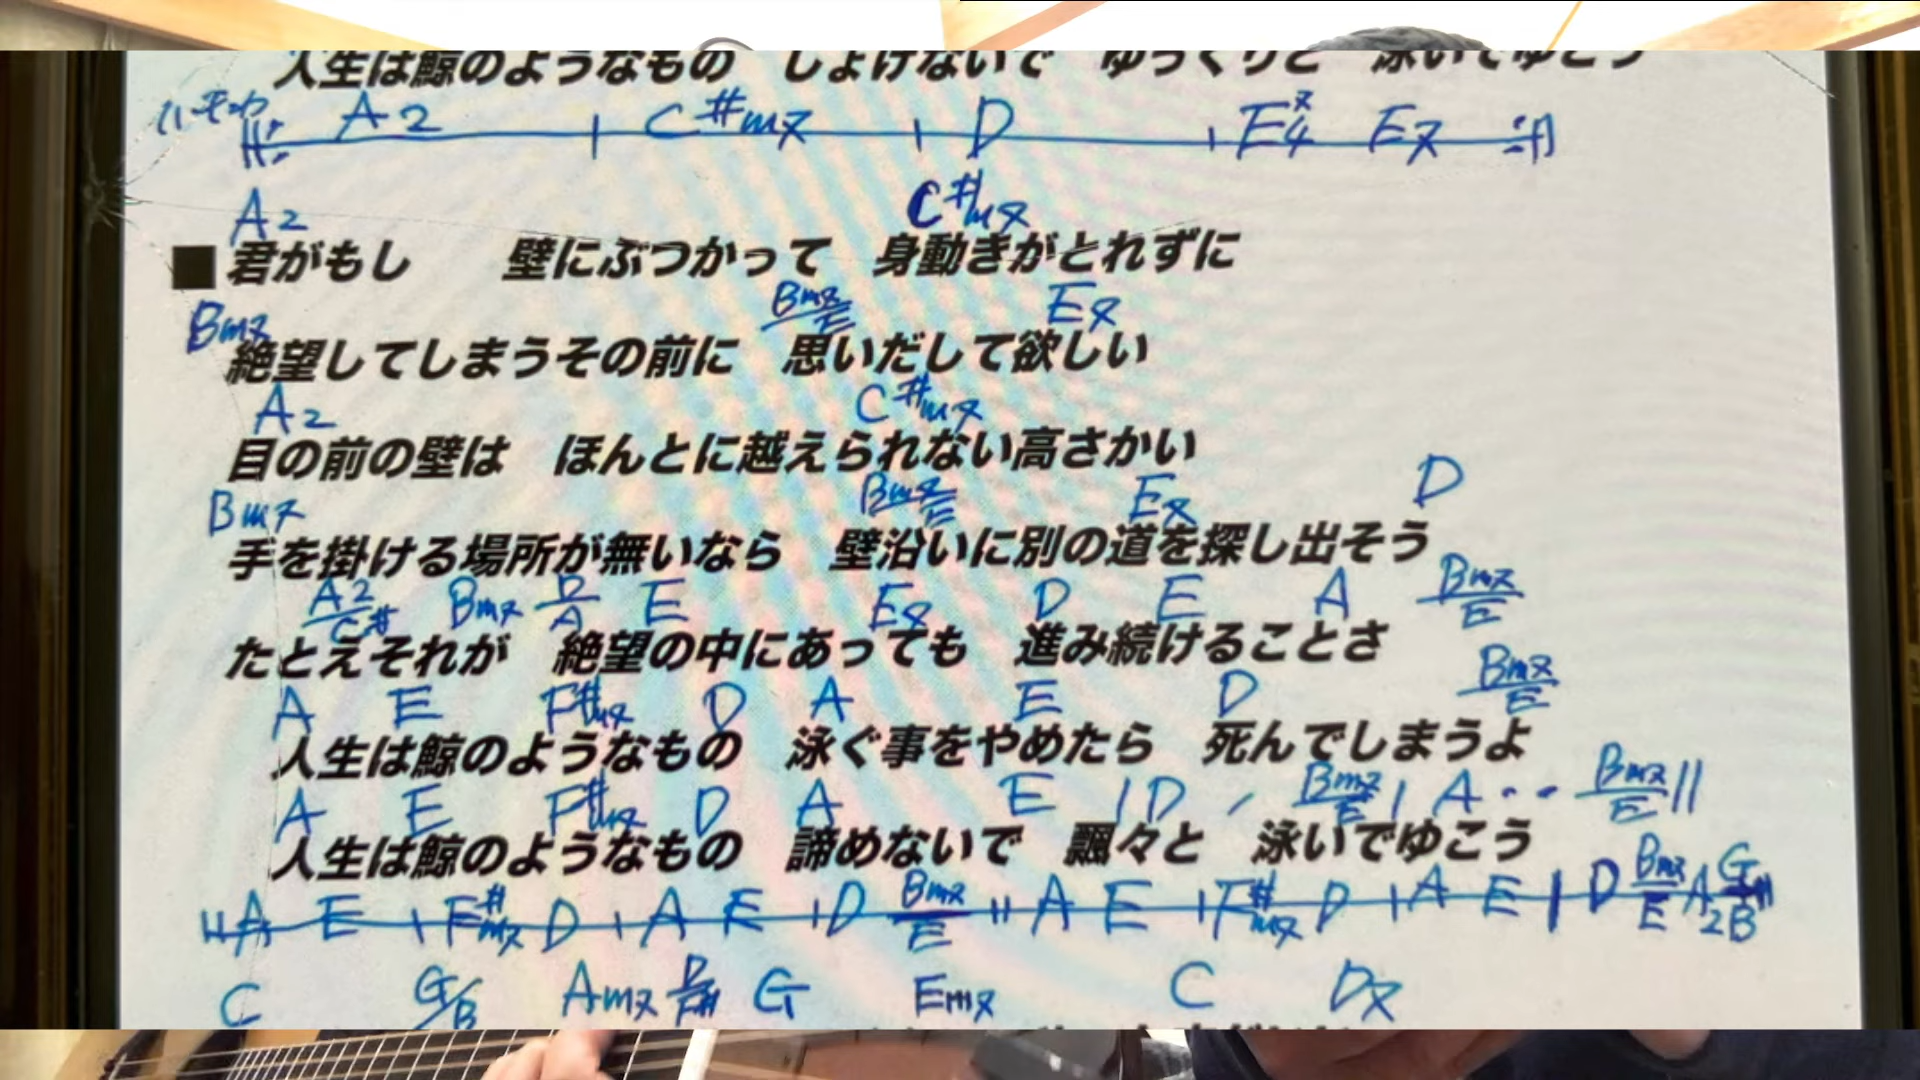 人生は鯨のようなもの しょげないで ゆっくりと 泳いでゆこう
ハーモニカ A2 C#m7 D E7 4 E7
A2 C#m7
■君がもし 壁にぶつかって 身動きがとれずに
Bm7 Bm7/E E7
絶望してしまうその前に 思いだして欲しい
A2 C#m7
目の前の壁は ほんとに越えられない高さかい
Bm7 Bm7/E E7 D
手を掛ける場所が無いなら 壁沿いに別の道を探し出そう
A2/C# Bm7 D/A E E7 D E A Bm7/E
たとえそれが 絶望の中にあっても 進み続けることさ
A E F#m7 D A E D Bm7/E
人生は鯨のようなもの 泳ぐ事をやめたら 死んでしまうよ
A E F#m7 D A E | D / Bm7/E | A ・・ Bm7/E ||
人生は鯨のようなもの 諦めないで 飄々と 泳いでゆこう
|| A E | F#m7 D | A E | D Bm7/E || A E | F#m7 D | A E | D Bm7/E A2 G/B ||
C G/B Am7 D/F# G Em7 C D7